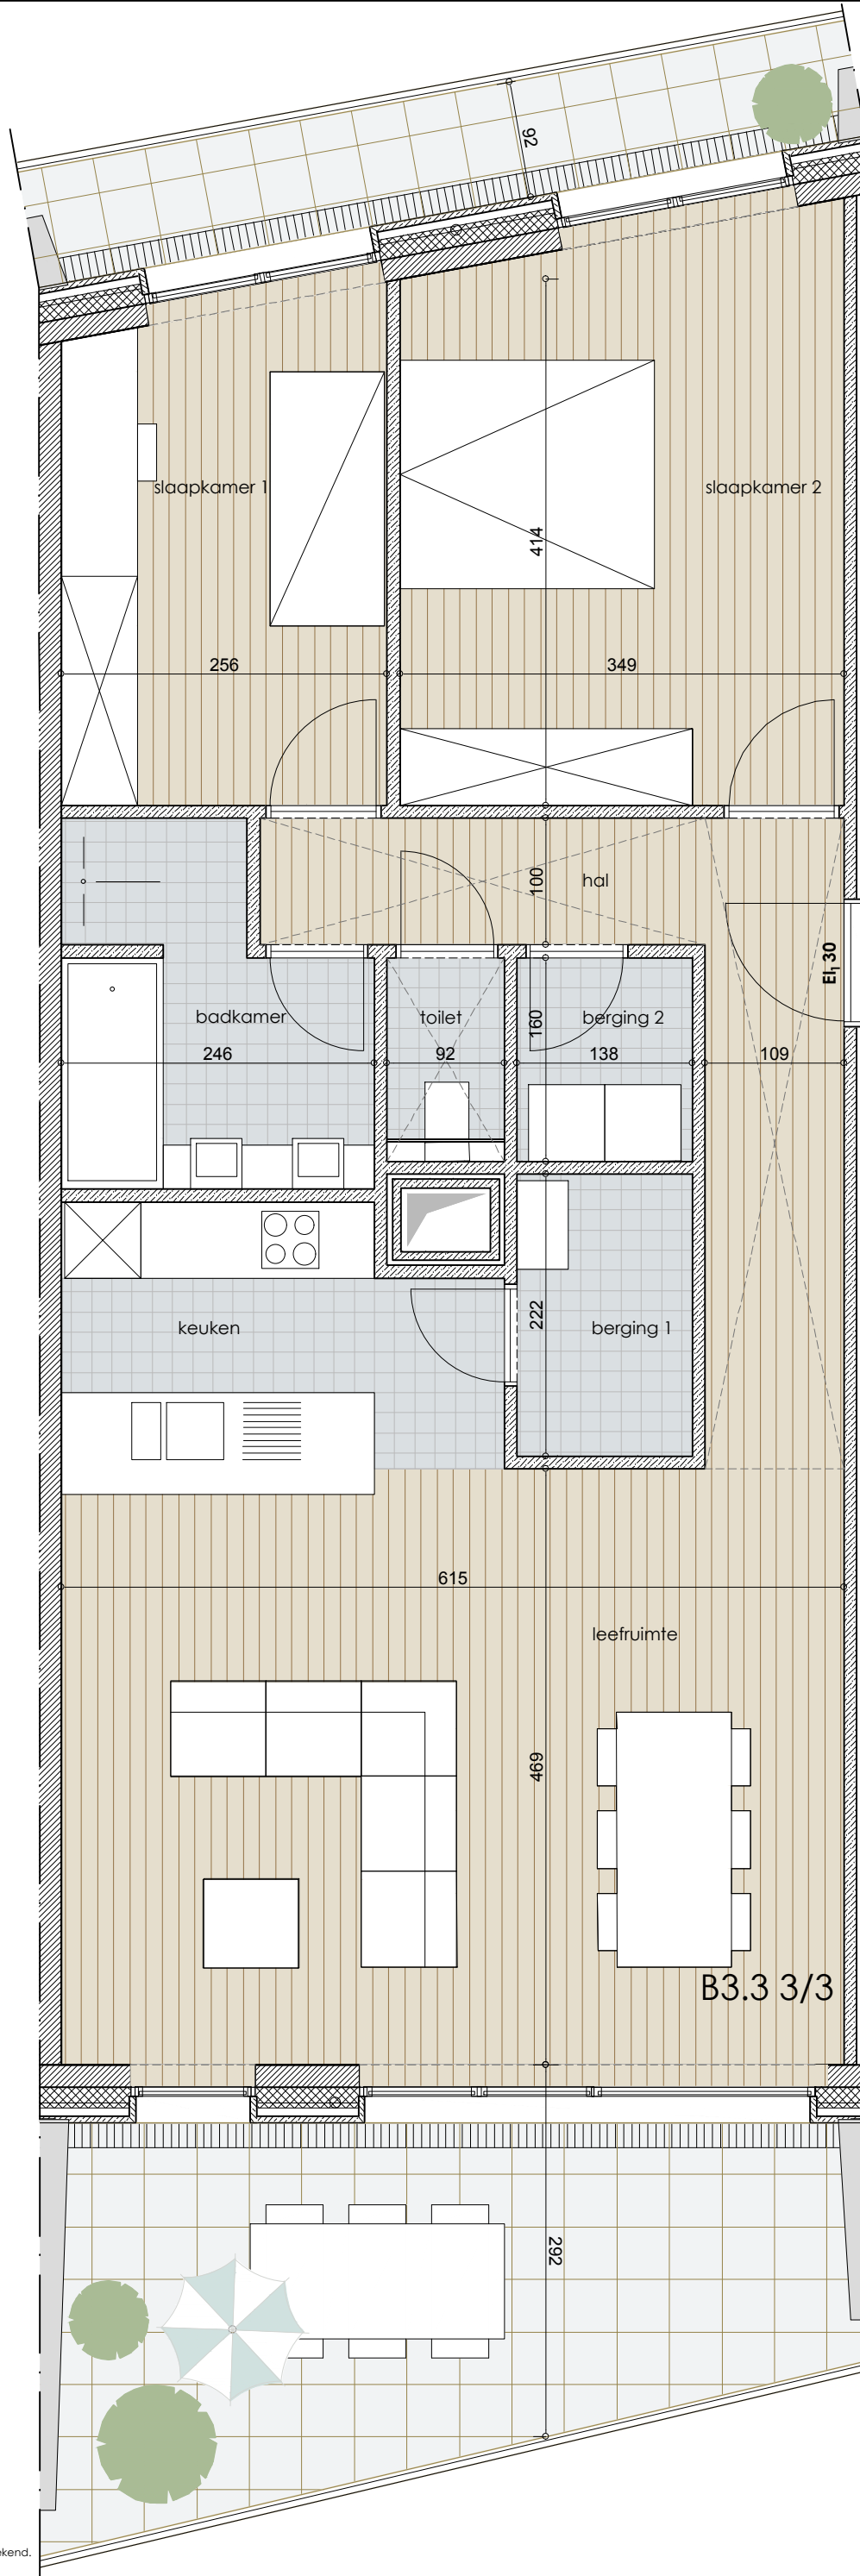 92
slaapkamer 1
slaapkamer 2
414
256
349
hal
100
EI₁ 30
badkamer
toilet
berging 2
160
246
92
138
109
keuken
222
berging 1
615
leefruimte
469
B3.3 3/3
292